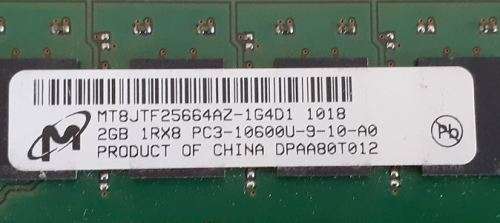 MT8JTF25664AZ-1G4D1 1018
2GB 1RX8 PC3-10600U-9-10-A0
PRODUCT OF CHINA DPAA80T012
Pb